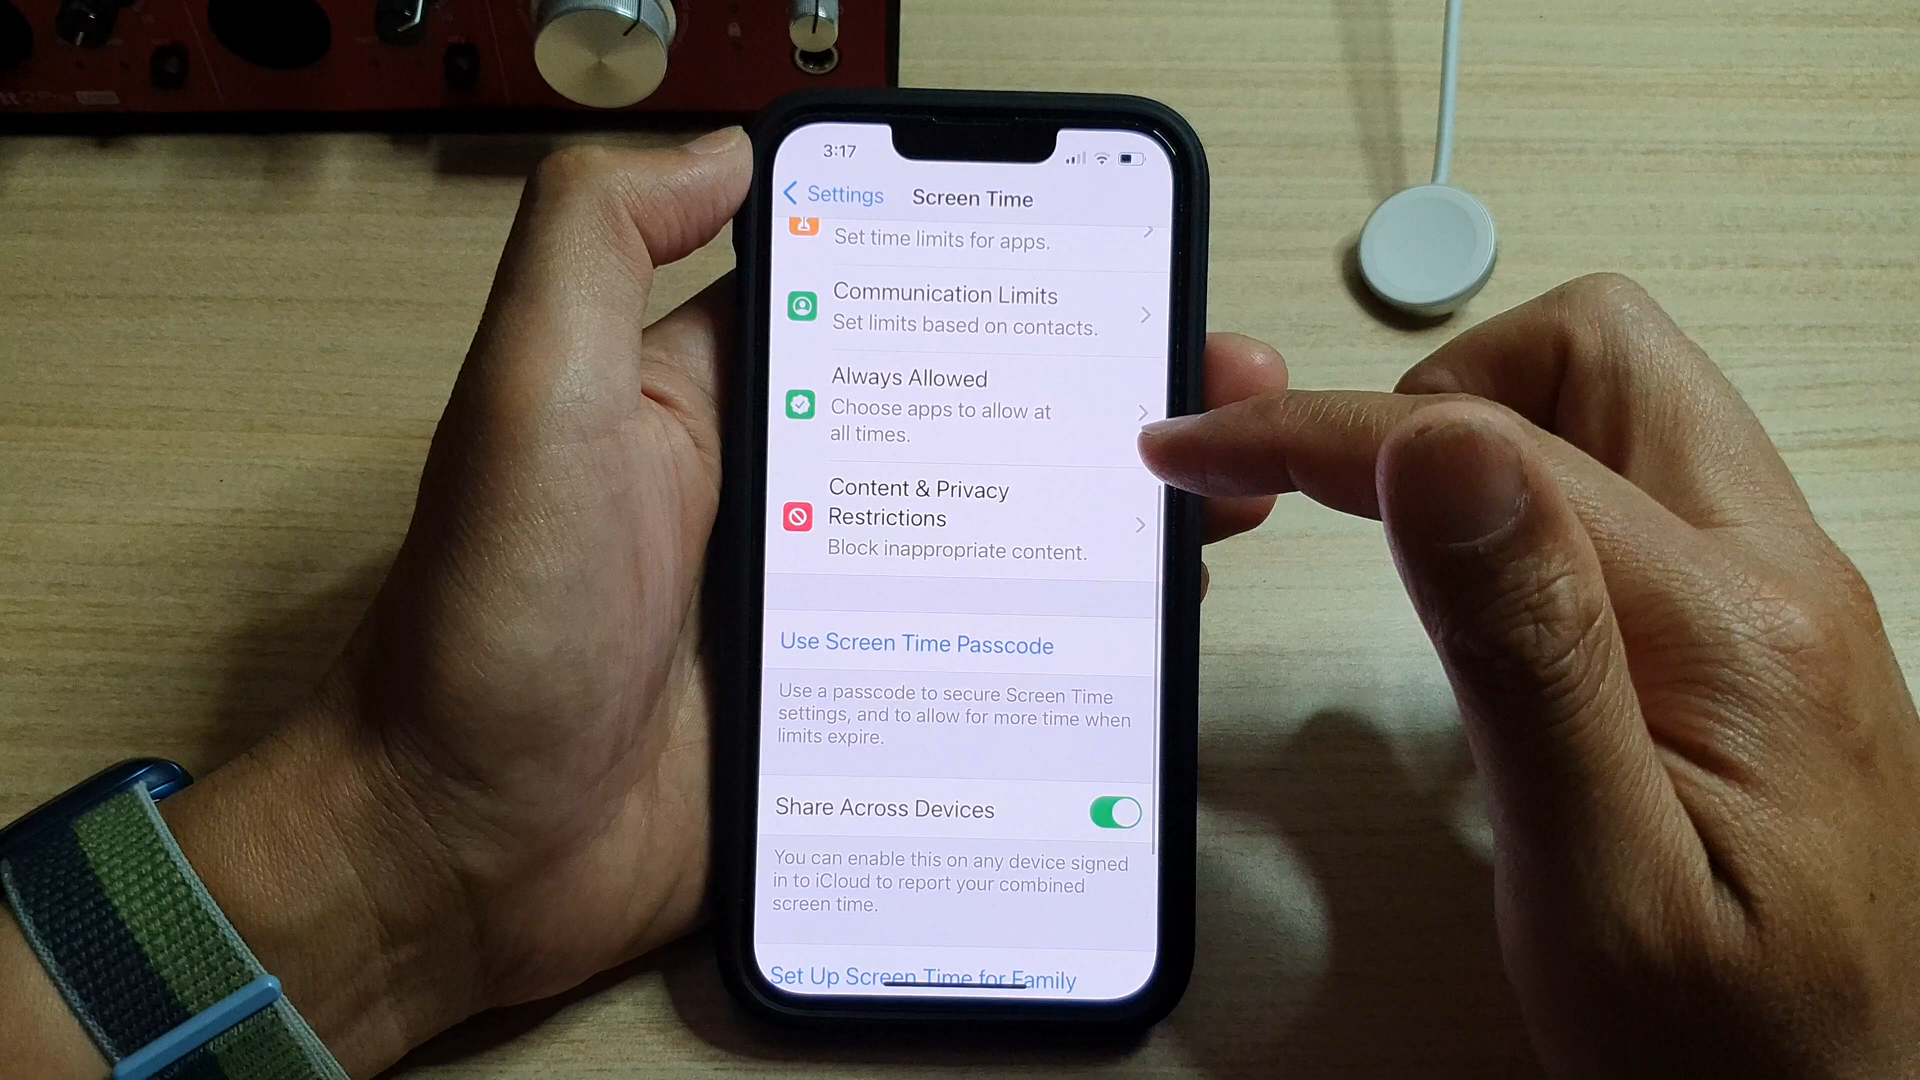 3:17
Settings
Screen Time
Set time limits for apps.
Communication Limits
Set limits based on contacts.
Always Allowed
Choose apps to allow at
all times.
Content & Privacy
Restrictions
Block inappropriate content.
Use Screen Time Passcode
Use a passcode to secure Screen Time
settings, and to allow for more time when
limits expire.
Share Across Devices
You can enable this on any device signed
in to iCloud to report your combined
screen time.
Set Up Screen Time for Family